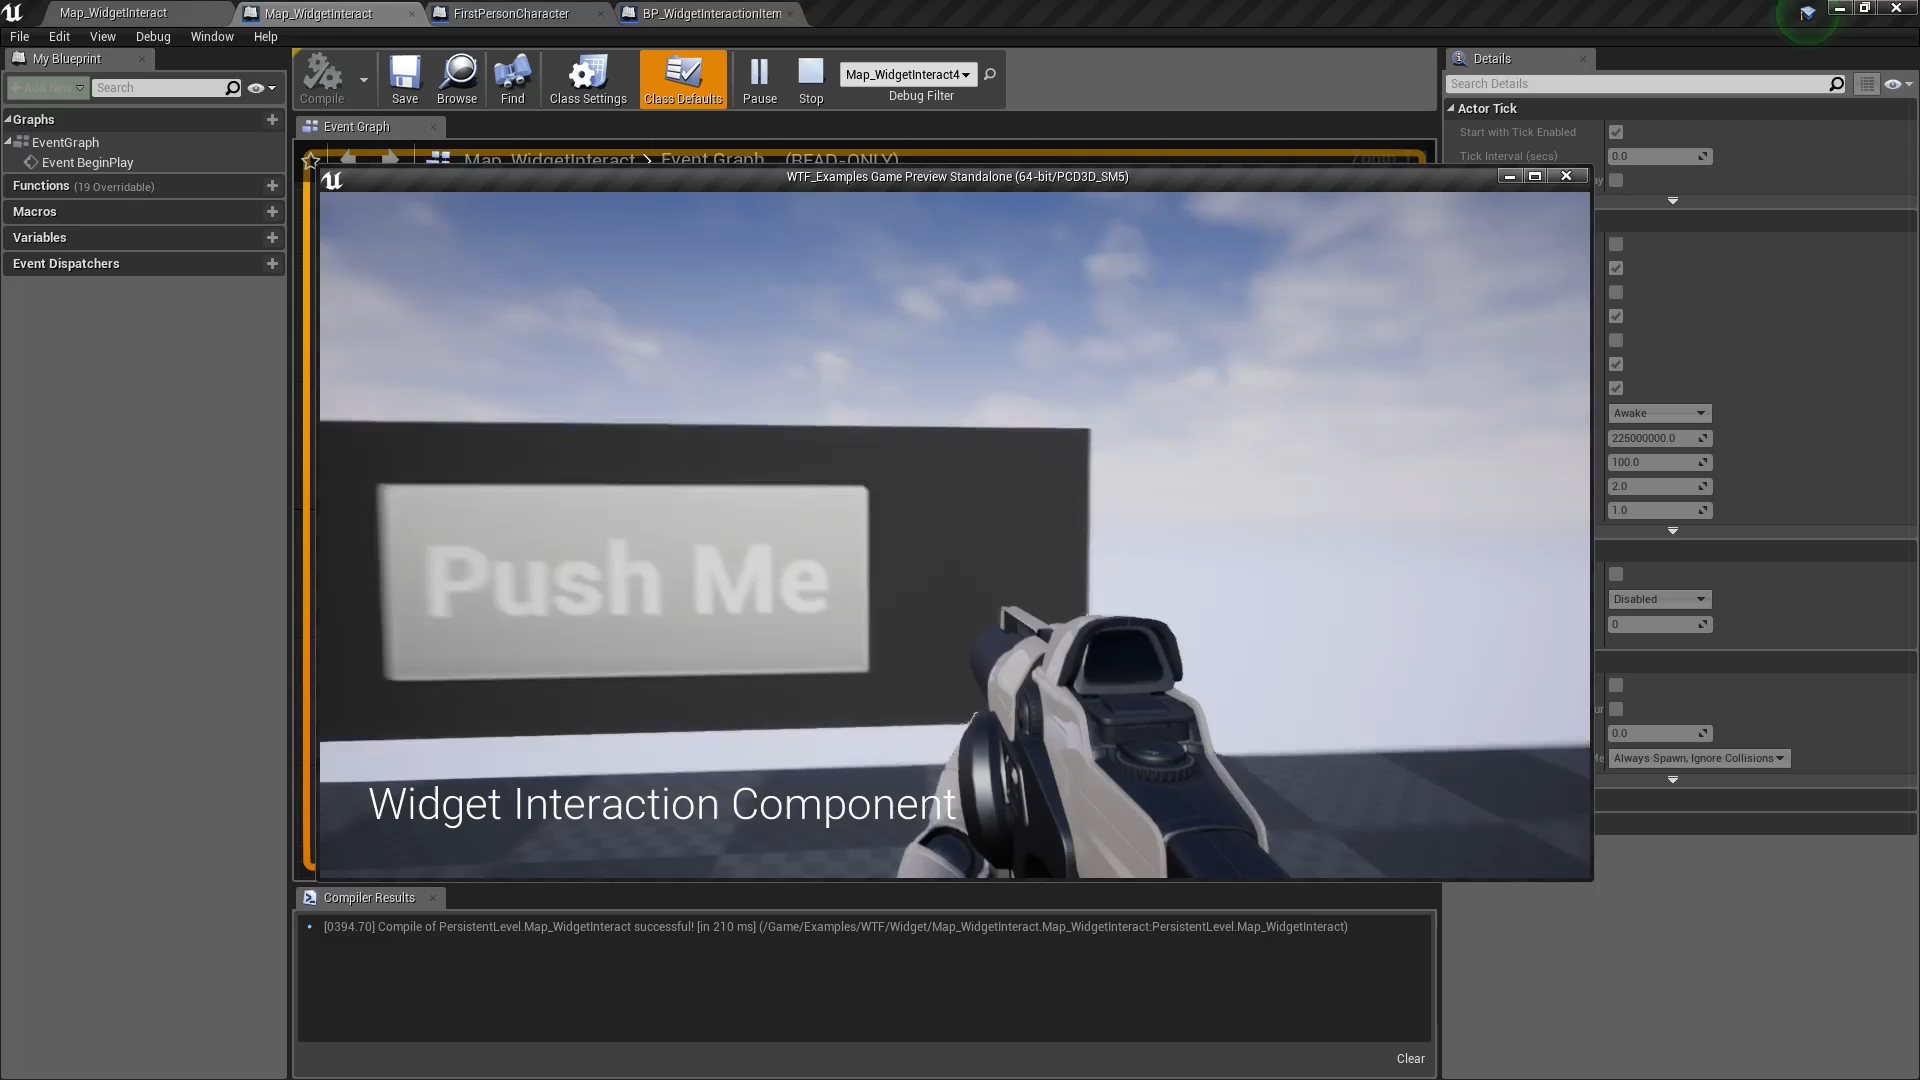 Map_WidgetInteract
Map_WidgetInteract
FirstPersonCharacter
BP_WidgetInteractionItem
File Edit View Debug Window Help
My Blueprint
Add New
Search
Compile
Save
Browse
Find
Class Settings
Class Defaults
Pause
Stop
Map_WidgetInteract4
Debug Filter
Details
Search Details
Graphs
EventGraph
Event BeginPlay
Functions (19 Overridable)
Macros
Variables
Event Dispatchers
Event Graph
Map_WidgetInteract > Event Graph (READ-ONLY)
WTF_Examples Game Preview Standalone (64-bit/PCD3D_SM5)
Push Me
Widget Interaction Component
Actor Tick
Start with Tick Enabled
Tick Interval (secs)
0.0
Awake
225000000.0
100.0
2.0
1.0
Disabled
0
0.0
Always Spawn, Ignore Collisions
Compiler Results
[0394.70] Compile of PersistentLevel.Map_WidgetInteract successful! [in 210 ms] (/Game/Examples/WTF/Widget/Map_WidgetInteract.Map_WidgetInteract:PersistentLevel.Map_WidgetInteract)
Clear